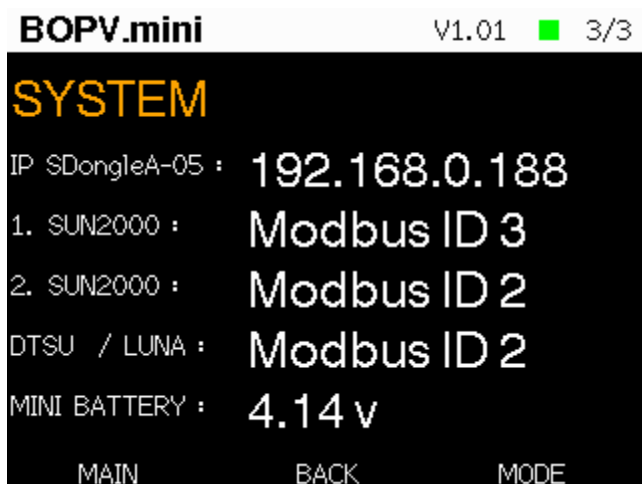 BOPV.mini V1.01 3/3
SYSTEM
IP SDongleA-05 : 192.168.0.188
1. SUN2000 : Modbus ID 3
2. SUN2000 : Modbus ID 2
DTSU / LUNA : Modbus ID 2
MINI BATTERY : 4.14 v
MAIN BACK MODE